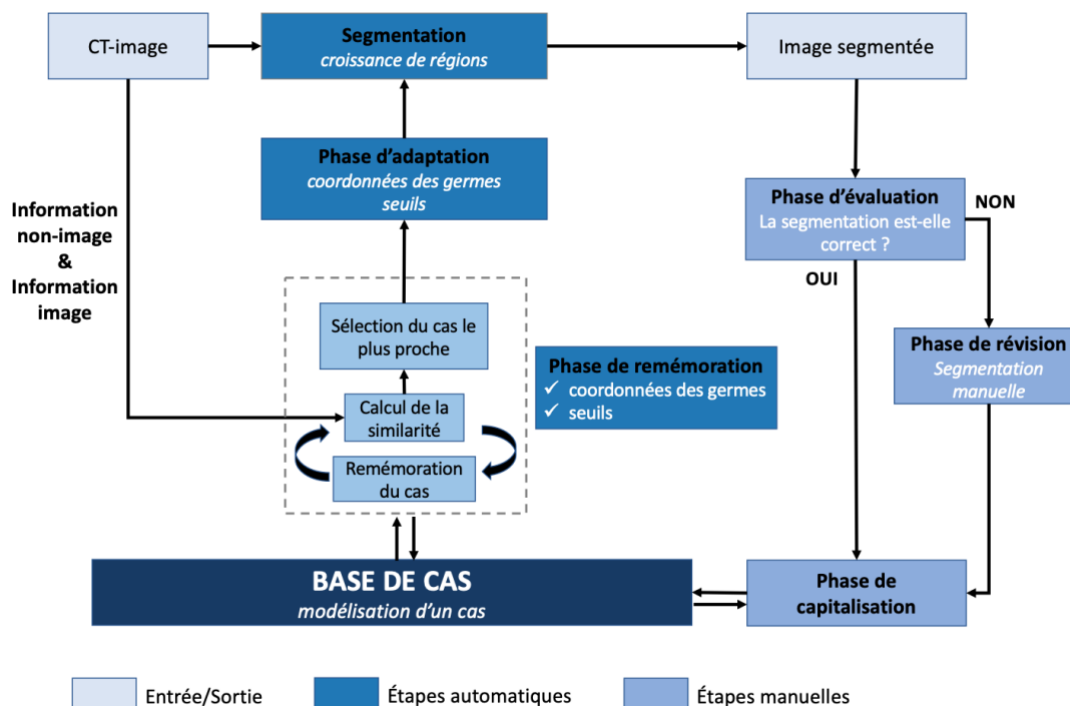 CT-image
Segmentation
croissance de régions
Image segmentée
Phase d'adaptation
coordonnées des germes
seuils
Phase d'évaluation
La segmentation est-elle
correct ?
NON
OUI
Information
non-image
&
Information
image
Sélection du cas le
plus proche
Phase de révision
Segmentation
manuelle
Phase de remémoration
✓ coordonnées des germes
✓ seuils
Calcul de la
similarité
Remémoration
du cas
BASE DE CAS
modélisation d'un cas
Phase de
capitalisation
Entrée/Sortie
Étapes automatiques
Étapes manuelles